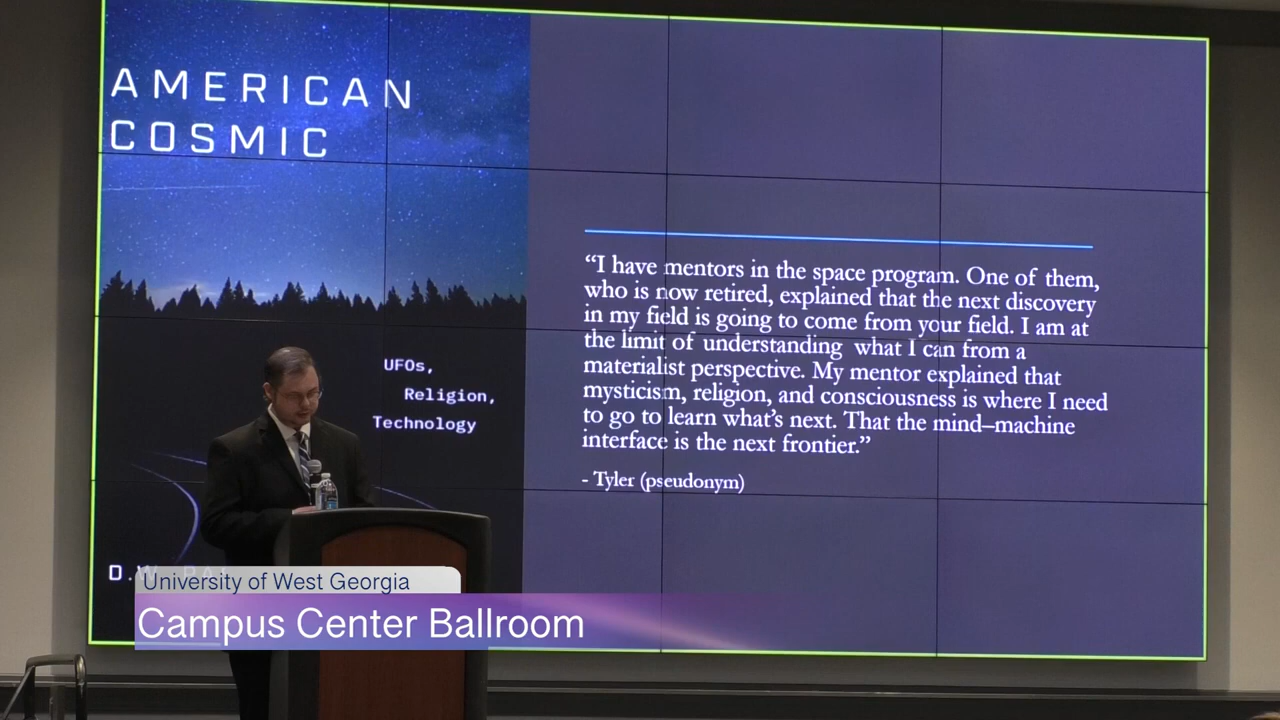 AMERICAN
COSMIC
UFOs,
Religion,
Technology
D.W.
“I have mentors in the space program. One of them,
who is now retired, explained that the next discovery
in my field is going to come from your field. I am at
the limit of understanding what I can from a
materialist perspective. My mentor explained that
mysticism, religion, and consciousness is where I need
to go to learn what’s next. That the mind–machine
interface is the next frontier.”
- Tyler (pseudonym)
University of West Georgia
Campus Center Ballroom